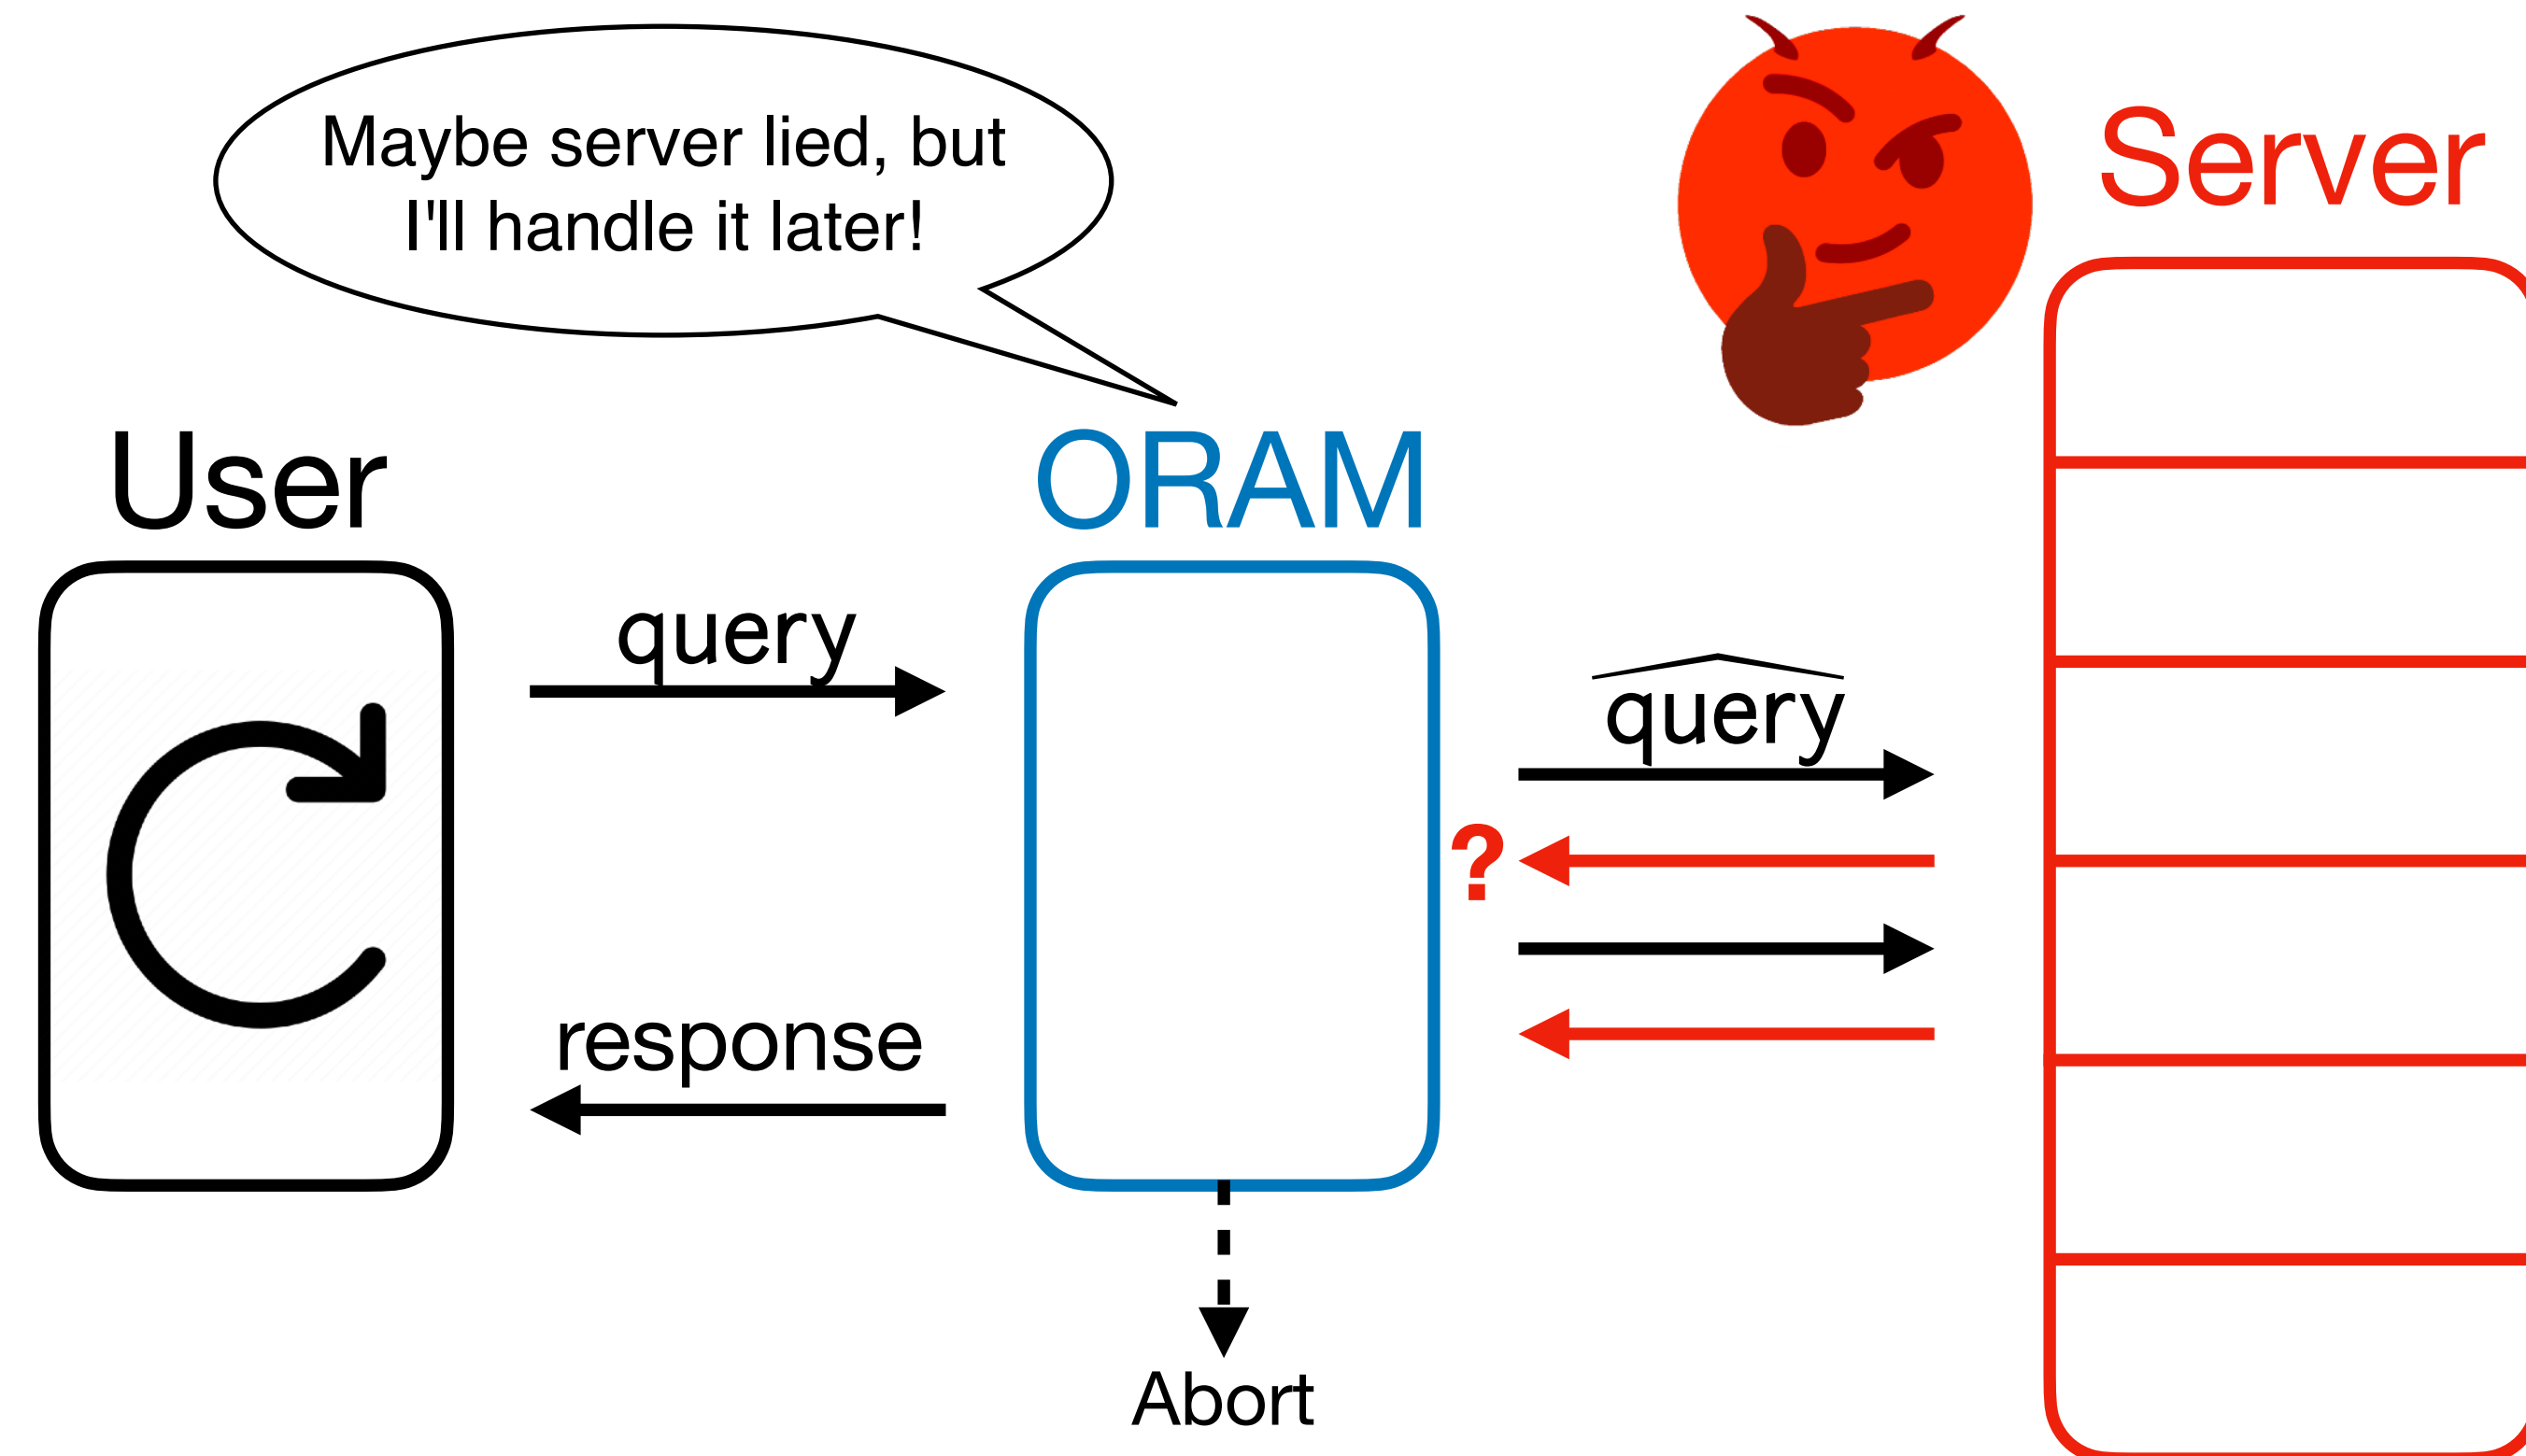 Maybe server lied, but
I'll handle it later!
Server
User
ORAM
query
query
?
response
Abort